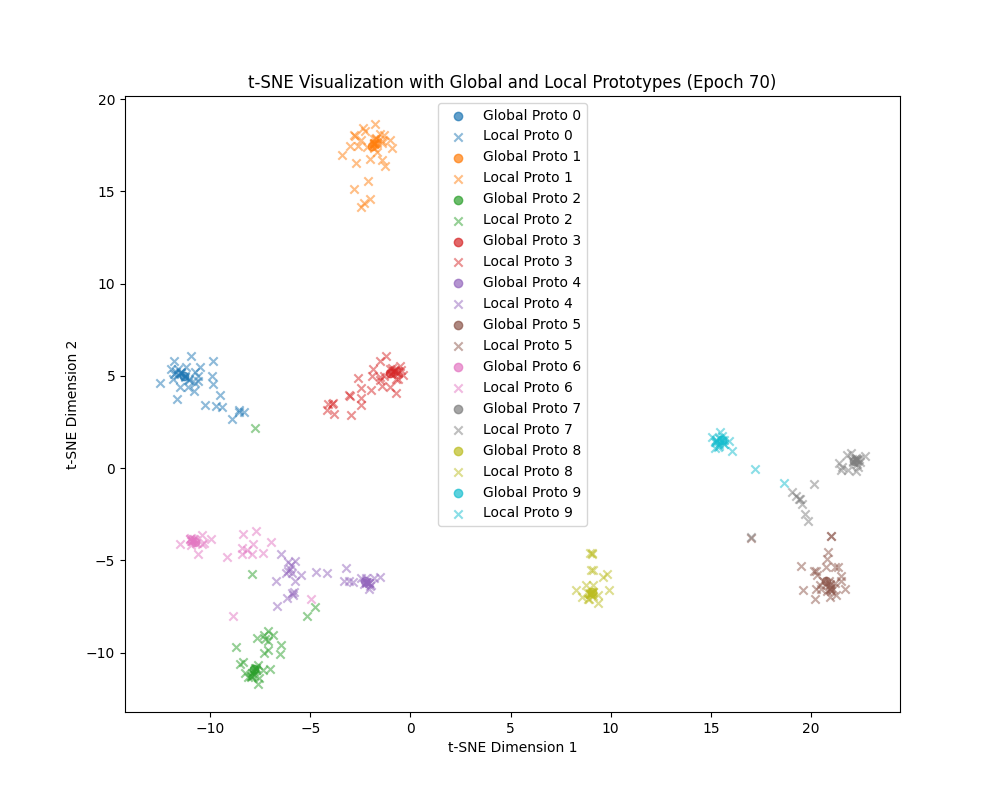 t-SNE Visualization with Global and Local Prototypes (Epoch 70)
20
15
10
5
0
−5
−10
t-SNE Dimension 2
Global Proto 0
Local Proto 0
Global Proto 1
Local Proto 1
Global Proto 2
Local Proto 2
Global Proto 3
Local Proto 3
Global Proto 4
Local Proto 4
Global Proto 5
Local Proto 5
Global Proto 6
Local Proto 6
Global Proto 7
Local Proto 7
Global Proto 8
Local Proto 8
Global Proto 9
Local Proto 9
−10 −5 0 5 10 15 20
t-SNE Dimension 1